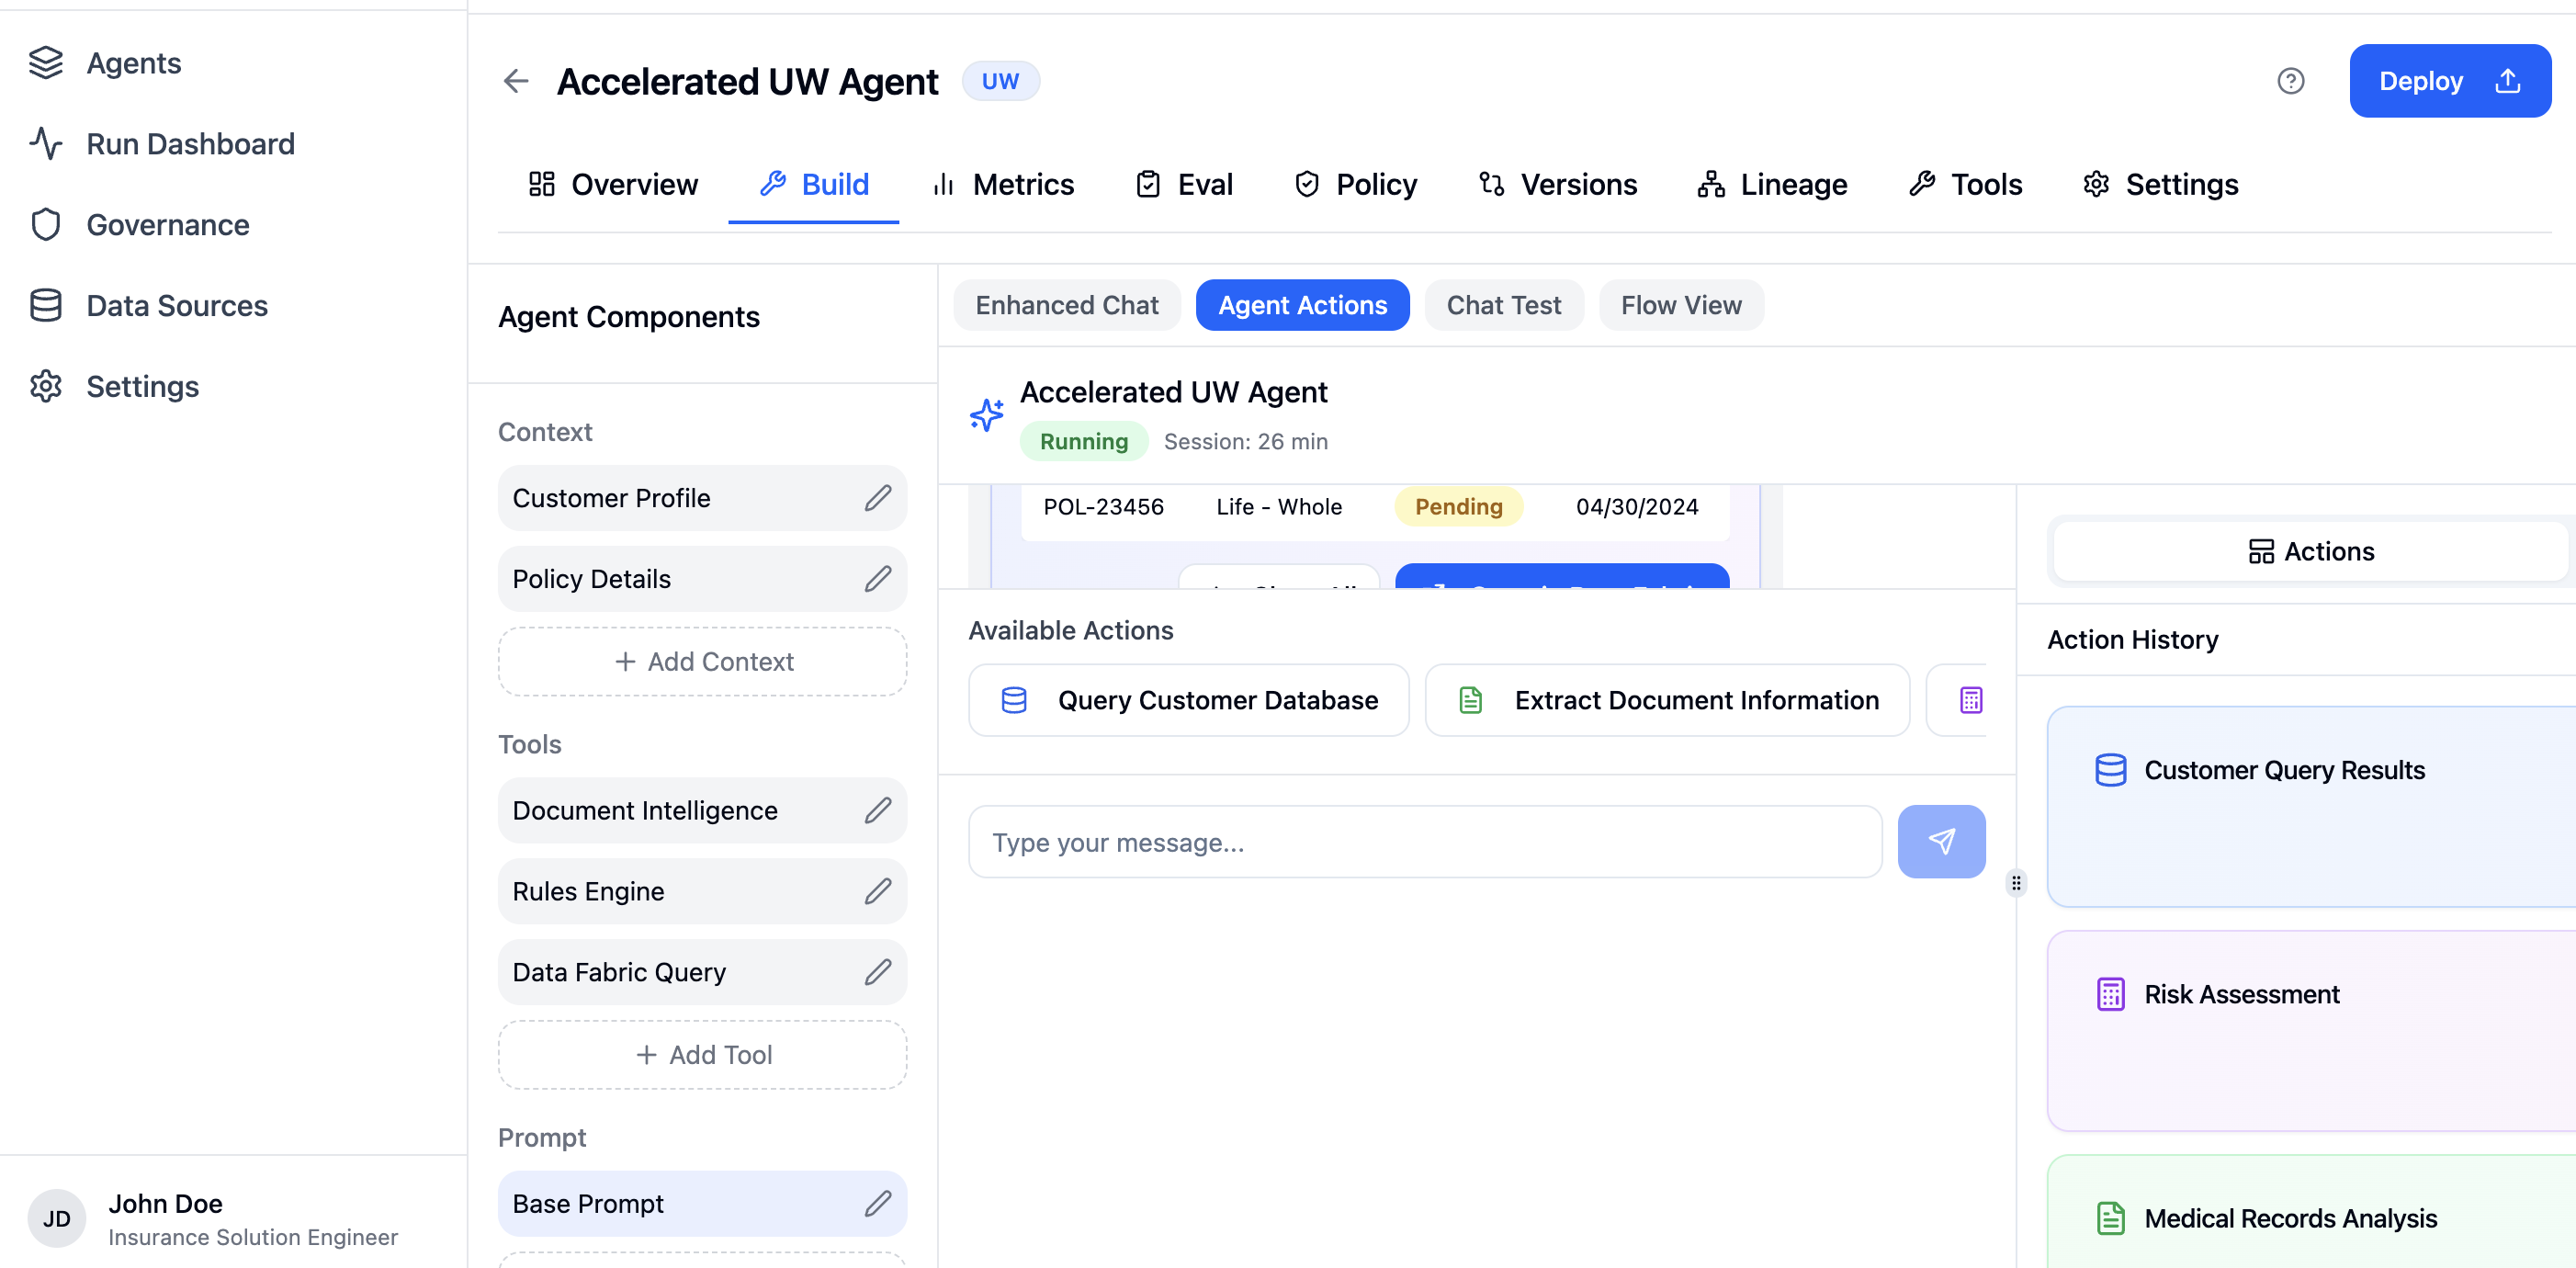 Agents
Run Dashboard
Governance
Data Sources
Settings
John Doe
JD
Insurance Solution Engineer
Accelerated UW Agent UW
Deploy
Overview Build Metrics Eval Policy Versions Lineage Tools Settings
Agent Components
Context
Customer Profile
Policy Details
+ Add Context
Tools
Document Intelligence
Rules Engine
Data Fabric Query
+ Add Tool
Prompt
Base Prompt
Enhanced Chat Agent Actions Chat Test Flow View
Accelerated UW Agent
Running Session: 26 min
POL-23456 Life - Whole Pending 04/30/2024
Available Actions
Query Customer Database Extract Document Information
Type your message...
Actions
Action History
Customer Query Results
Risk Assessment
Medical Records Analysis